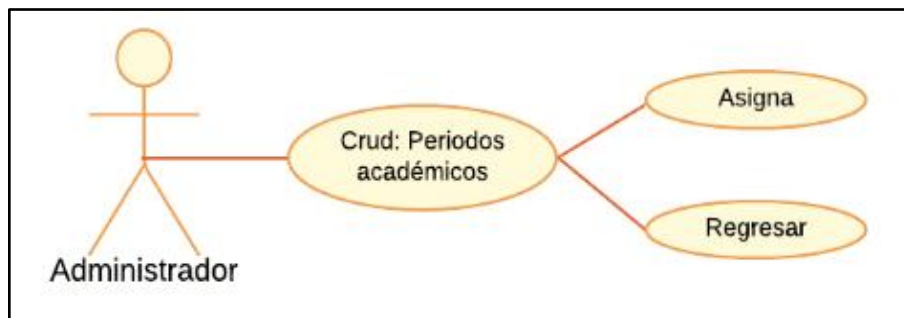 Administrador
Crud: Periodos
académicos
Asigna
Regresar